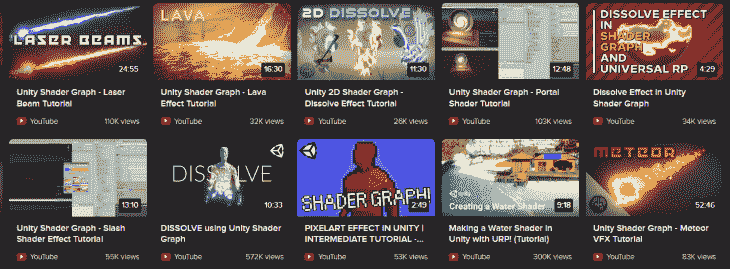 LASER BEAMS
24:55
LAVA
16:30
2D DISSOLVE
11:30
12:48
DISSOLVE EFFECT
IN
SHADER
GRAPH
AND
UNIVERSAL RP
4:29
Unity Shader Graph - Laser
Beam Tutorial
YouTube 110K views
Unity Shader Graph - Lava
Effect Tutorial
YouTube 32K views
Unity 2D Shader Graph -
Dissolve Effect Tutorial
YouTube 26K views
Unity Shader Graph - Portal
Shader Tutorial
YouTube 103K views
Dissolve Effect in Unity
Shader Graph
YouTube 34K views
13:10
DISSOLVE
10:33
SHADER GRAPH!
2:49
Creating a Water Shader
9:18
METEOR
52:46
Unity Shader Graph - Slash
Shader Effect Tutorial
YouTube 55K views
DISSOLVE using Unity Shader
Graph
YouTube 572K views
PIXELART EFFECT IN UNITY |
INTERMEDIATE TUTORIAL -...
YouTube 53K views
Making a Water Shader in
Unity with URP! (Tutorial)
YouTube 300K views
Unity Shader Graph - Meteor
VFX Tutorial
YouTube 83K views